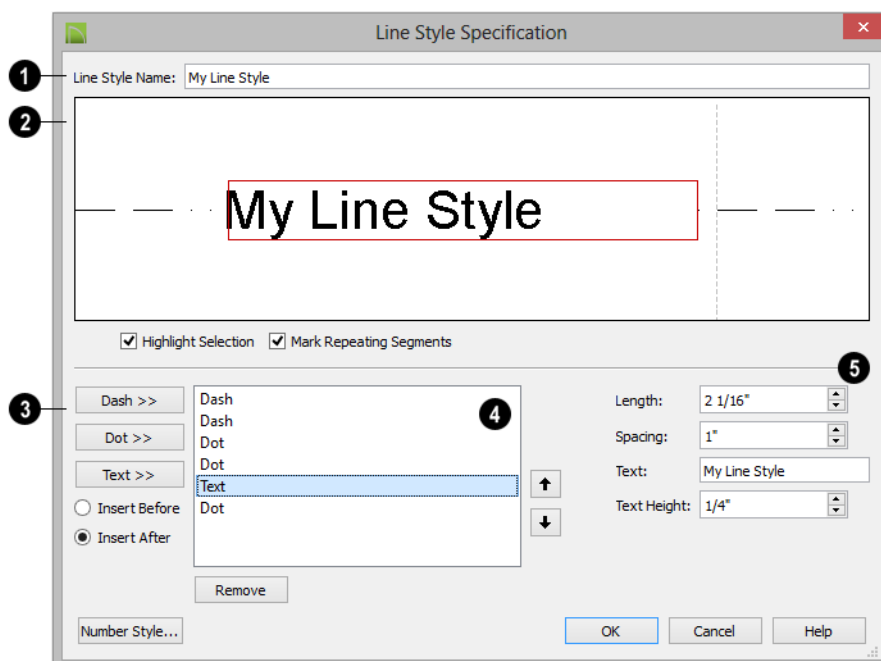 Line Style Specification
1 Line Style Name: My Line Style
2
My Line Style
Highlight Selection Mark Repeating Segments
5
3 Dash >>
Dot >>
Text >>
Insert Before
Insert After
4
Dash
Dash
Dot
Dot
Text
Dot
Remove
Length: 2 1/16"
Spacing: 1"
Text: My Line Style
Text Height: 1/4"
Number Style... OK Cancel Help